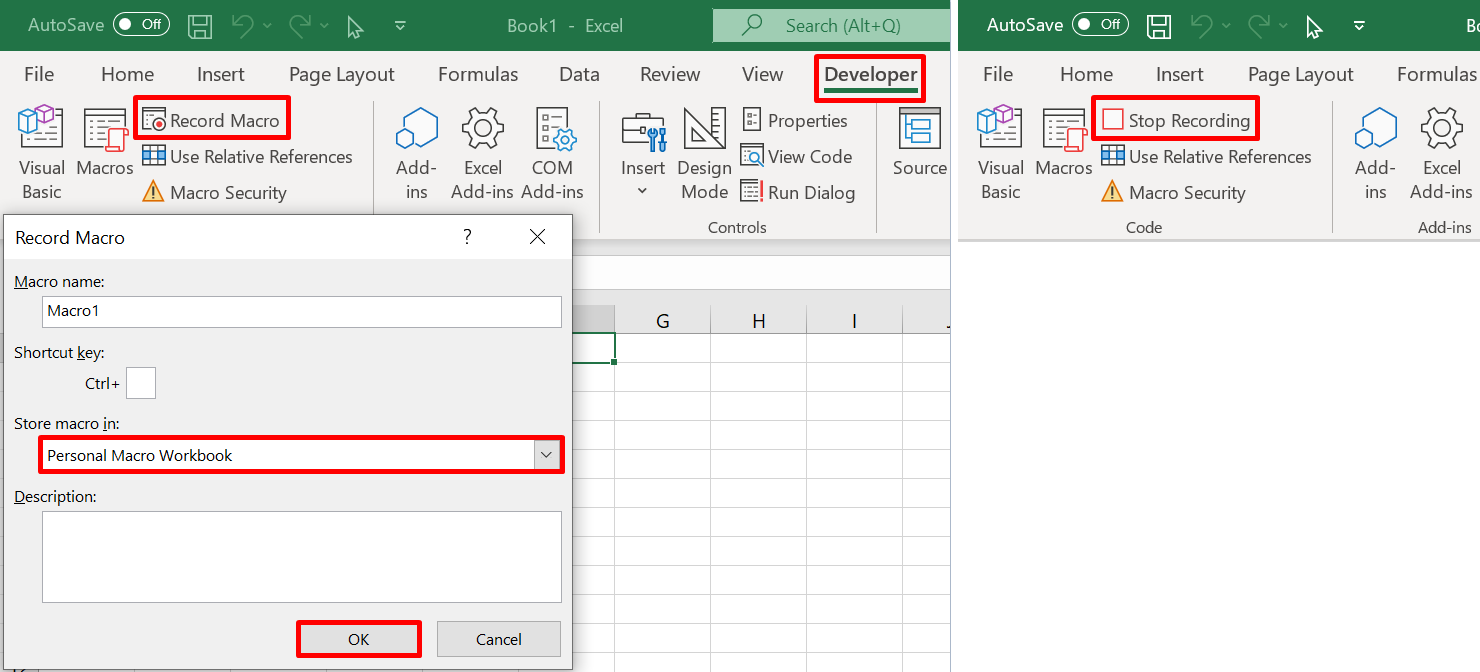 AutoSave Off Book1 - Excel Search (Alt+Q)
File Home Insert Page Layout Formulas Data Review View Developer
Visual Basic
Macros
Record Macro
Use Relative References
Macro Security
Add-ins
Excel Add-ins
COM Add-ins
Insert
Design Mode
Properties
View Code
Run Dialog
Controls
Source
Record Macro ? 
Macro name:
Macro1
Shortcut key:
Ctrl+
Store macro in:
Personal Macro Workbook
Description:
OK Cancel
G H I
AutoSave Off
File Home Insert Page Layout Formulas
Visual Basic
Macros
Stop Recording
Use Relative References
Macro Security
Code
Add-ins
Excel Add-ins
Add-ins